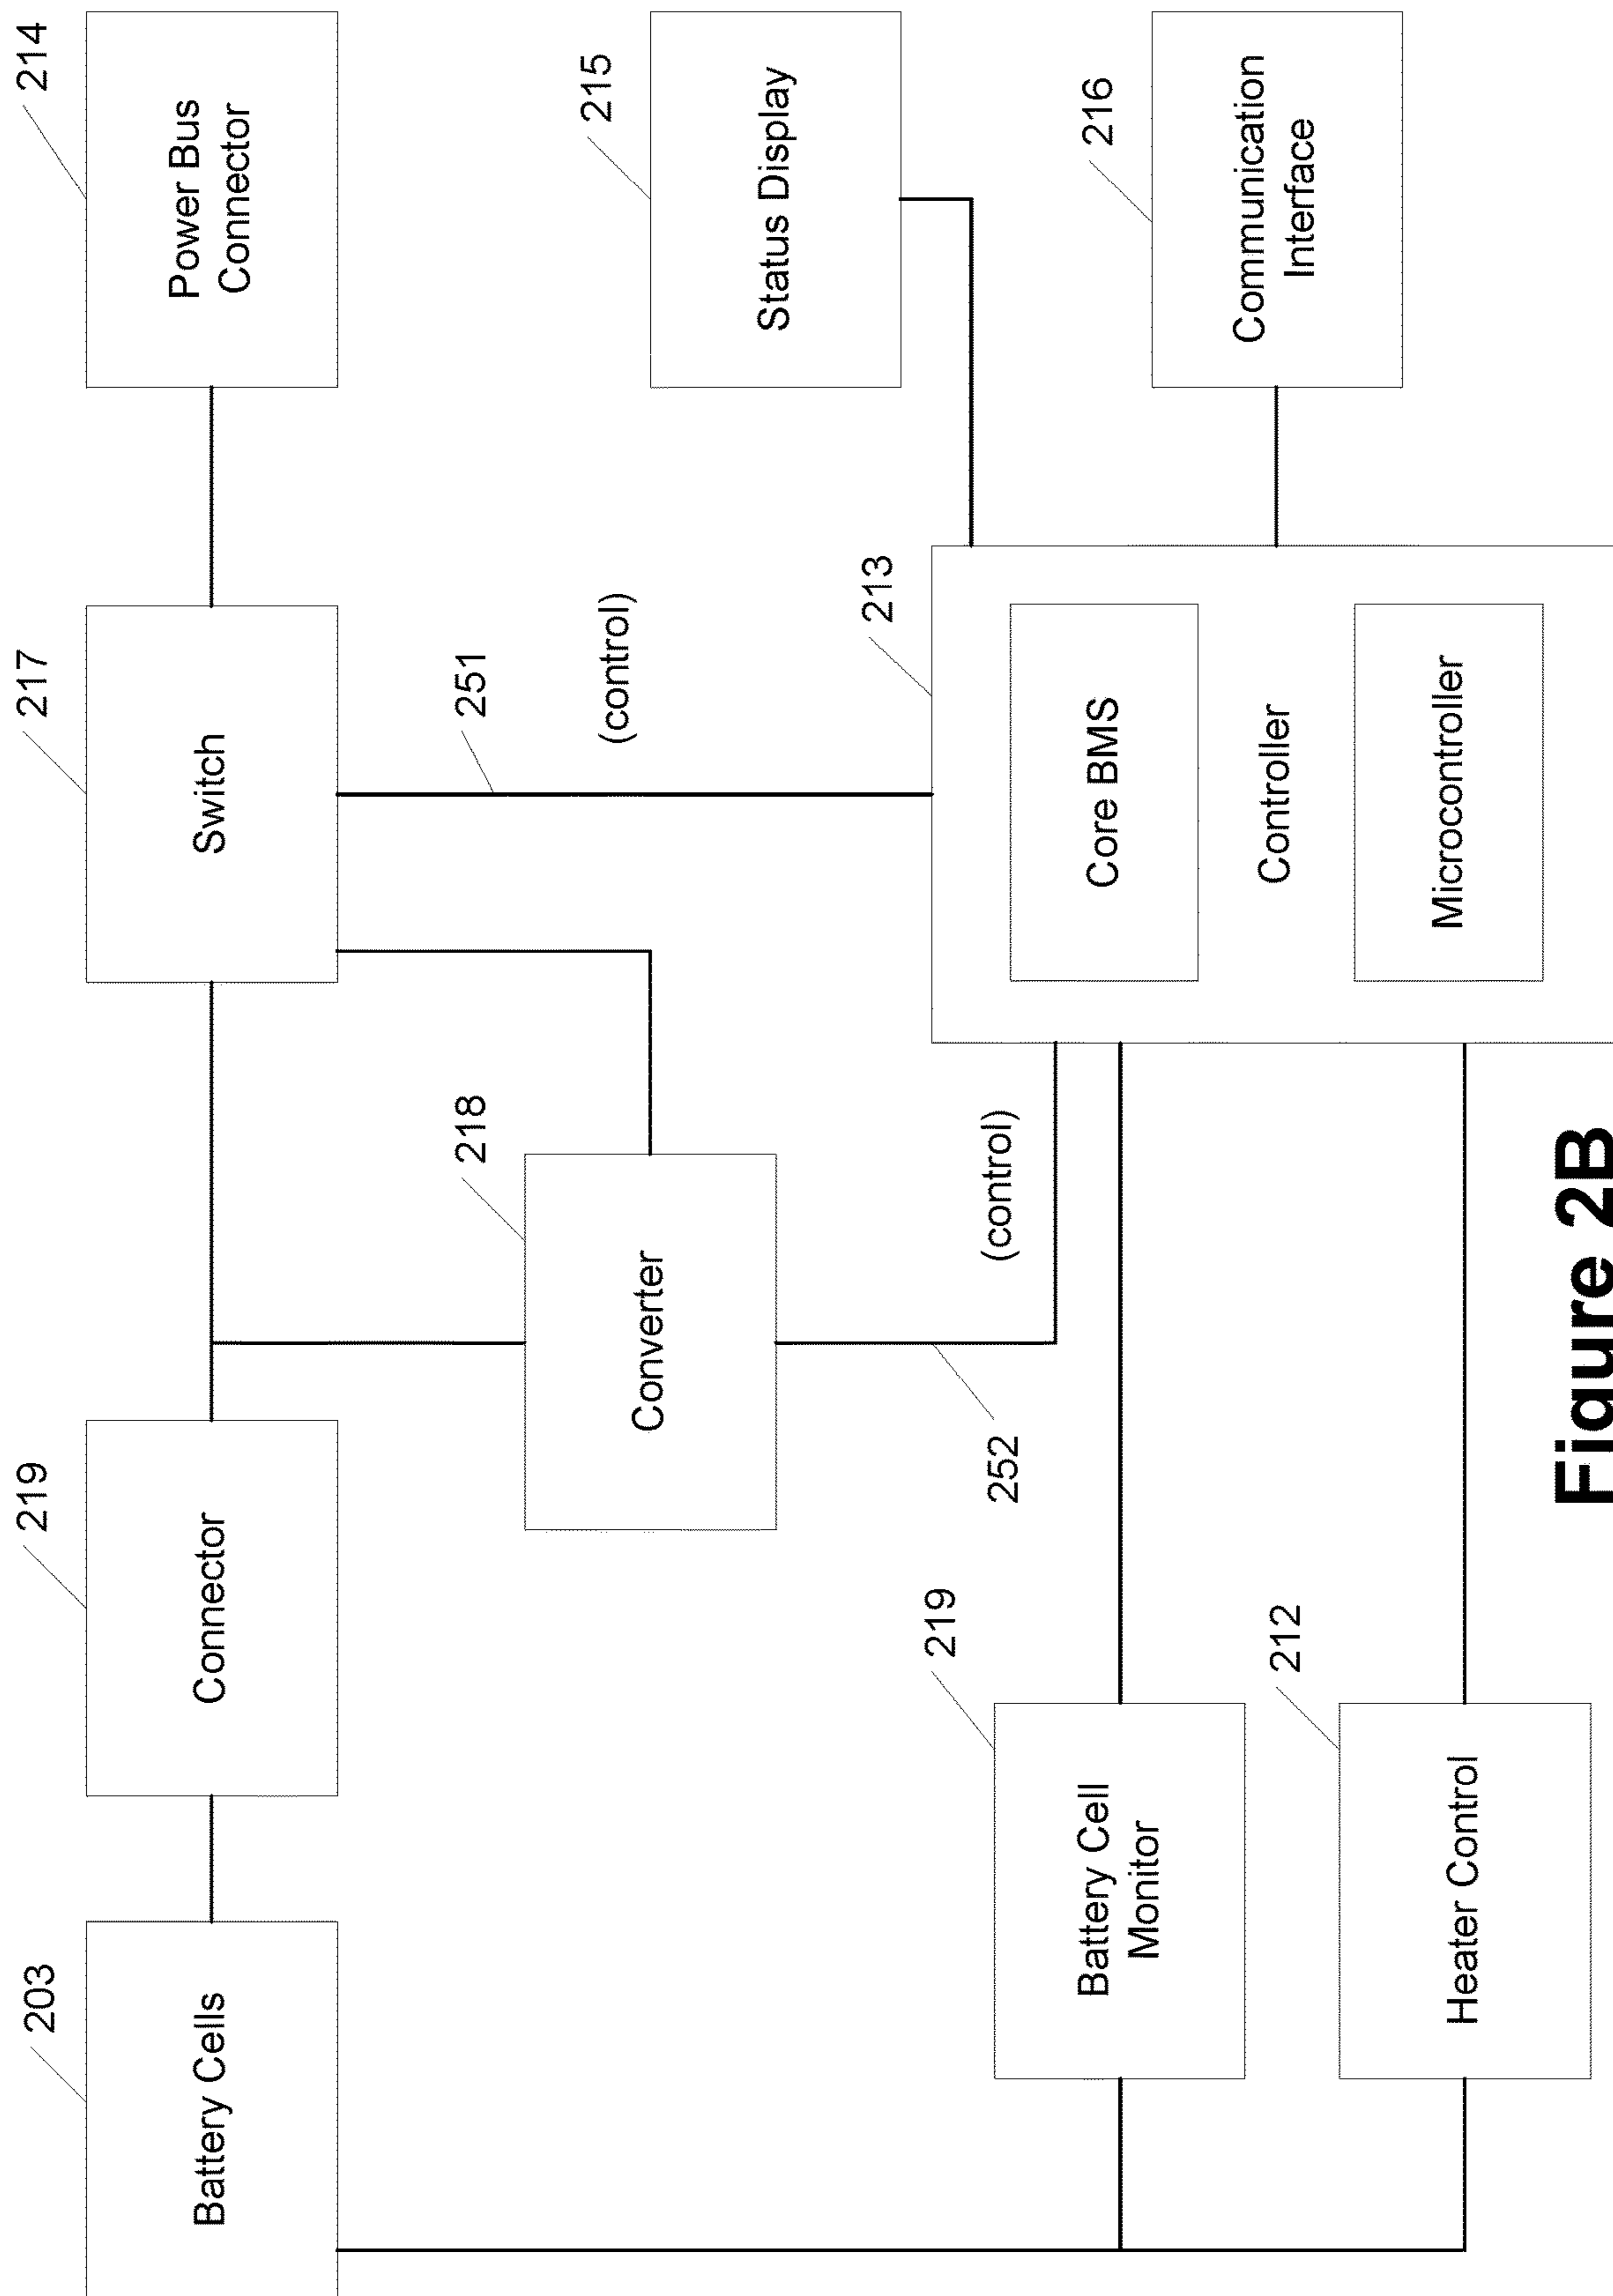 203
219
217
214
Battery Cells
Connector
Switch
Power Bus
Connector
251
(control)
218
215
Converter
Status Display
213
219
252
(control)
Battery Cell
Monitor
Core BMS
216
212
Controller
Communication
Interface
Heater Control
Microcontroller
Figure 2B